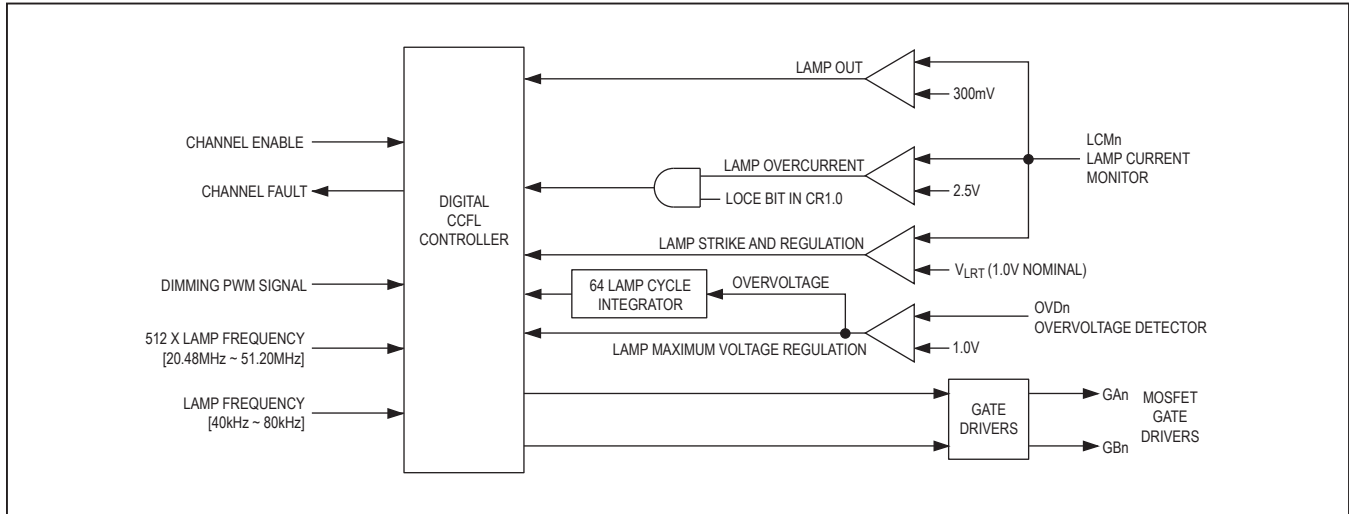 CHANNEL ENABLE
CHANNEL FAULT
DIMMING PWM SIGNAL
512 X LAMP FREQUENCY
[20.48MHz ~ 51.20MHz]
LAMP FREQUENCY
[40kHz ~ 80kHz]
DIGITAL
CCFL
CONTROLLER
LAMP OUT
300mV
LAMP OVERCURRENT
LOCE BIT IN CR1.0
2.5V
LCMn
LAMP CURRENT
MONITOR
LAMP STRIKE AND REGULATION
VLRT (1.0V NOMINAL)
64 LAMP CYCLE
INTEGRATOR
OVERVOLTAGE
LAMP MAXIMUM VOLTAGE REGULATION
1.0V
OVDn
OVERVOLTAGE DETECTOR
GATE
DRIVERS
GAn
GBn
MOSFET
GATE
DRIVERS